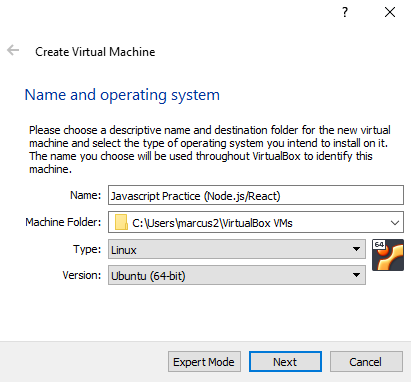 ?
Create Virtual Machine
Name and operating system
Please choose a descriptive name and destination folder for the new virtual
machine and select the type of operating system you intend to install on it.
The name you choose will be used throughout VirtualBox to identify this
machine.
Name: Javascript Practice (Node.js/React)
Machine Folder: C:\Users\marcus2\VirtualBox VMs
Type: Linux
64
Version: Ubuntu (64-bit)
Expert Mode Next Cancel